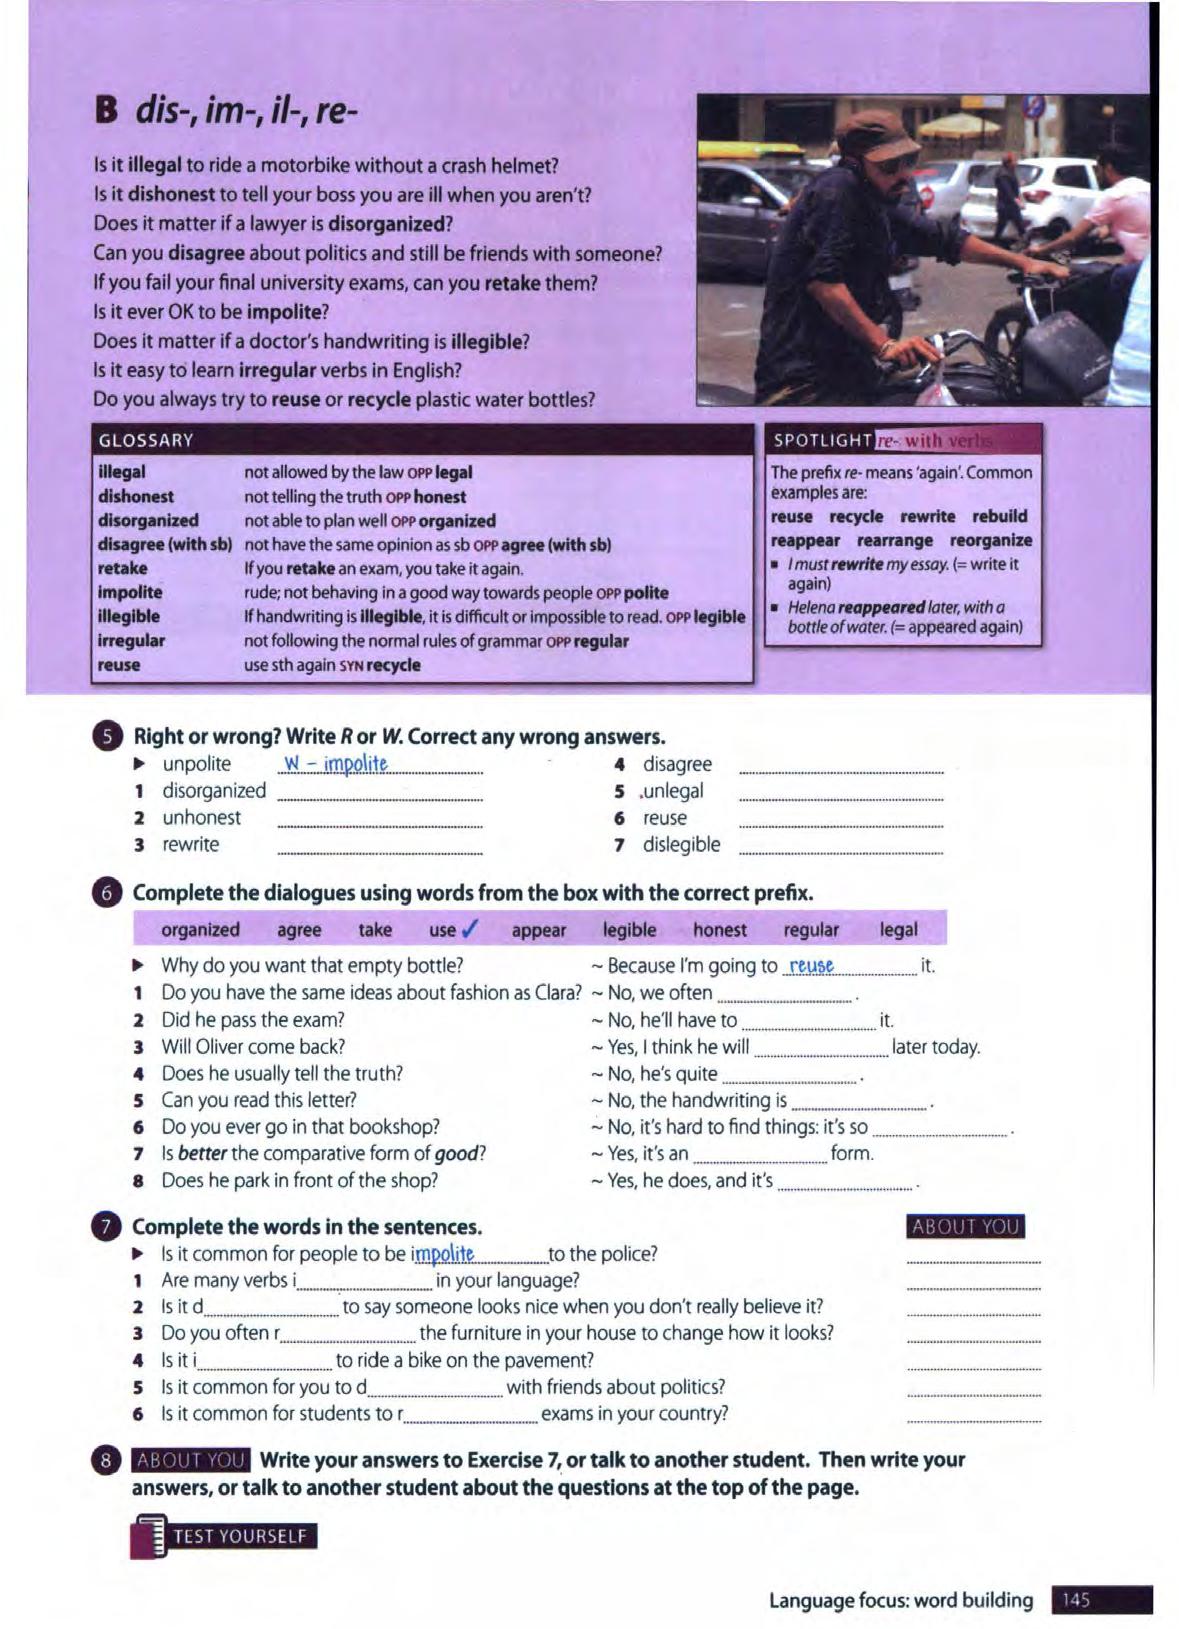 B dis-, im-, il-, re-
Is it illegal to ride a motorbike without a crash helmet?
Is it dishonest to tell your boss you are ill when you aren't?
Does it matter if a lawyer is disorganized?
Can you disagree about politics and still be friends with someone?
If you fail your final university exams, can you retake them?
Is it ever OK to be impolite?
Does it matter if a doctor's handwriting is illegible?
Is it easy to learn irregular verbs in English?
Do you always try to reuse or recycle plastic water bottles?
GLOSSARY
illegal not allowed by the law OPP legal
dishonest not telling the truth OPP honest
disorganized not able to plan well OPP organized
disagree (with sb) not have the same opinion as sb OPP agree (with sb)
retake If you retake an exam, you take it again.
impolite rude; not behaving in a good way towards people OPP polite
illegible If handwriting is illegible, it is difficult or impossible to read. OPP legible
irregular not following the normal rules of grammar OPP regular
reuse use sth again SYN recycle
SPOTLIGHT re- with verbs
The prefix re- means 'again'. Common
examples are:
reuse recycle rewrite rebuild
reappear rearrange reorganize
▪ I must rewrite my essay. (= write it
again)
▪ Helena reappeared later, with a
bottle of water. (= appeared again)
5 Right or wrong? Write R or W. Correct any wrong answers.
▶ unpolite W - impolite
1 disorganized
2 unhonest
3 rewrite
4 disagree
5 unlegal
6 reuse
7 dislegible
6 Complete the dialogues using words from the box with the correct prefix.
organized agree take use ✓ appear legible honest regular legal
▶ Why do you want that empty bottle? ~ Because I'm going to reuse it.
1 Do you have the same ideas about fashion as Clara? ~ No, we often .
2 Did he pass the exam? ~ No, he'll have to it.
3 Will Oliver come back? ~ Yes, I think he will later today.
4 Does he usually tell the truth? ~ No, he's quite .
5 Can you read this letter? ~ No, the handwriting is .
6 Do you ever go in that bookshop? ~ No, it's hard to find things: it's so .
7 Is better the comparative form of good? ~ Yes, it's an form.
8 Does he park in front of the shop? ~ Yes, he does, and it's .
7 Complete the words in the sentences. ABOUT YOU
▶ Is it common for people to be impolite to the police?
1 Are many verbs i in your language?
2 Is it d to say someone looks nice when you don't really believe it?
3 Do you often r the furniture in your house to change how it looks?
4 Is it i to ride a bike on the pavement?
5 Is it common for you to d with friends about politics?
6 Is it common for students to r exams in your country?
8 ABOUT YOU Write your answers to Exercise 7, or talk to another student. Then write your
answers, or talk to another student about the questions at the top of the page.
TEST YOURSELF
Language focus: word building 145